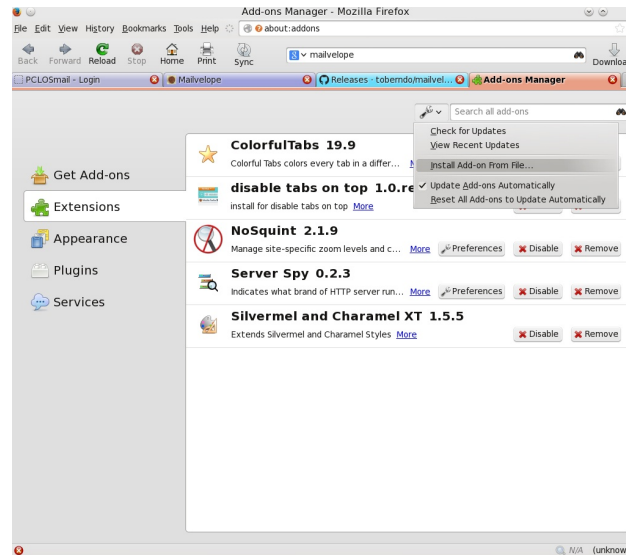 Add-ons Manager - Mozilla Firefox
File Edit View History Bookmarks Tools Help about:addons
Back Forward Reload Stop Home Print Sync mailvelope
PCLOSmail - Login Mailvelope Releases · toberndo/mailvel... Add-ons Manager
Search all add-ons
Check for Updates
View Recent Updates
Install Add-on From File...
Update Add-ons Automatically
Reset All Add-ons to Update Automatically
Get Add-ons
Extensions
Appearance
Plugins
Services
ColorfulTabs 19.9
Colorful Tabs colors every tab in a differ...
disable tabs on top 1.0.re
install for disable tabs on top More
NoSquint 2.1.9
Manage site-specific zoom levels and c... More Preferences Disable Remove
Server Spy 0.2.3
Indicates what brand of HTTP server run... More Preferences Disable Remove
Silvermel and Charamel XT 1.5.5
Extends Silvermel and Charamel Styles More Disable Remove
N/A